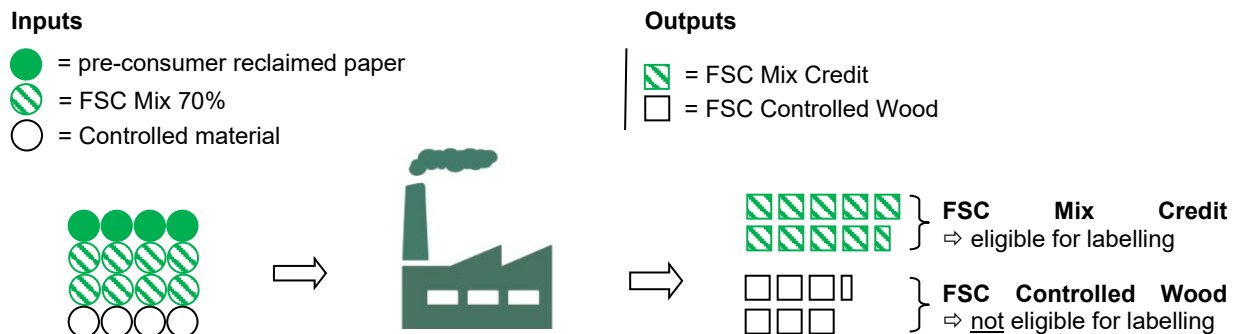 Inputs
= pre-consumer reclaimed paper
= FSC Mix 70%
= Controlled material
Outputs
= FSC Mix Credit
= FSC Controlled Wood
FSC Mix Credit
⇨ eligible for labelling
FSC Controlled Wood
⇨ not eligible for labelling